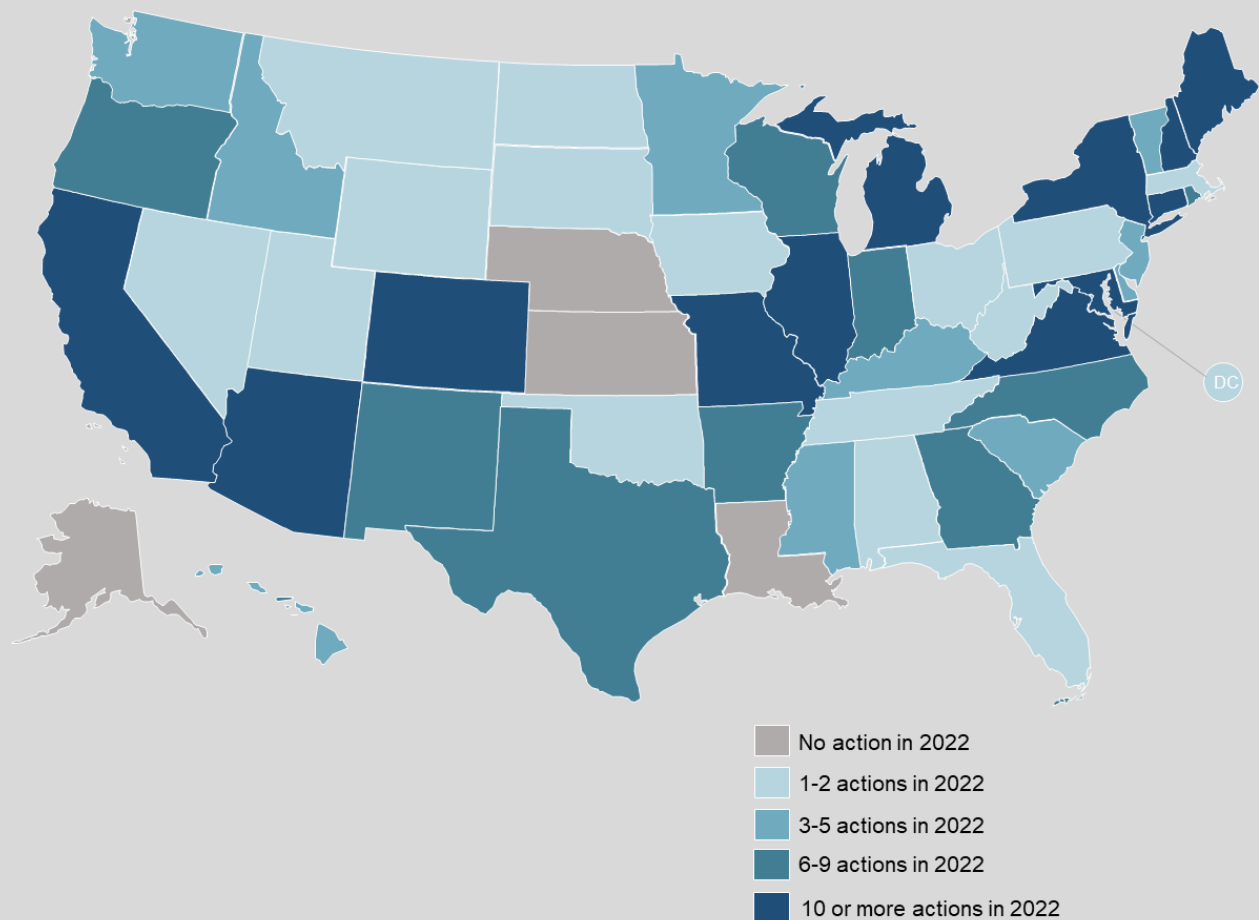 DC
No action in 2022
1-2 actions in 2022
3-5 actions in 2022
6-9 actions in 2022
10 or more actions in 2022